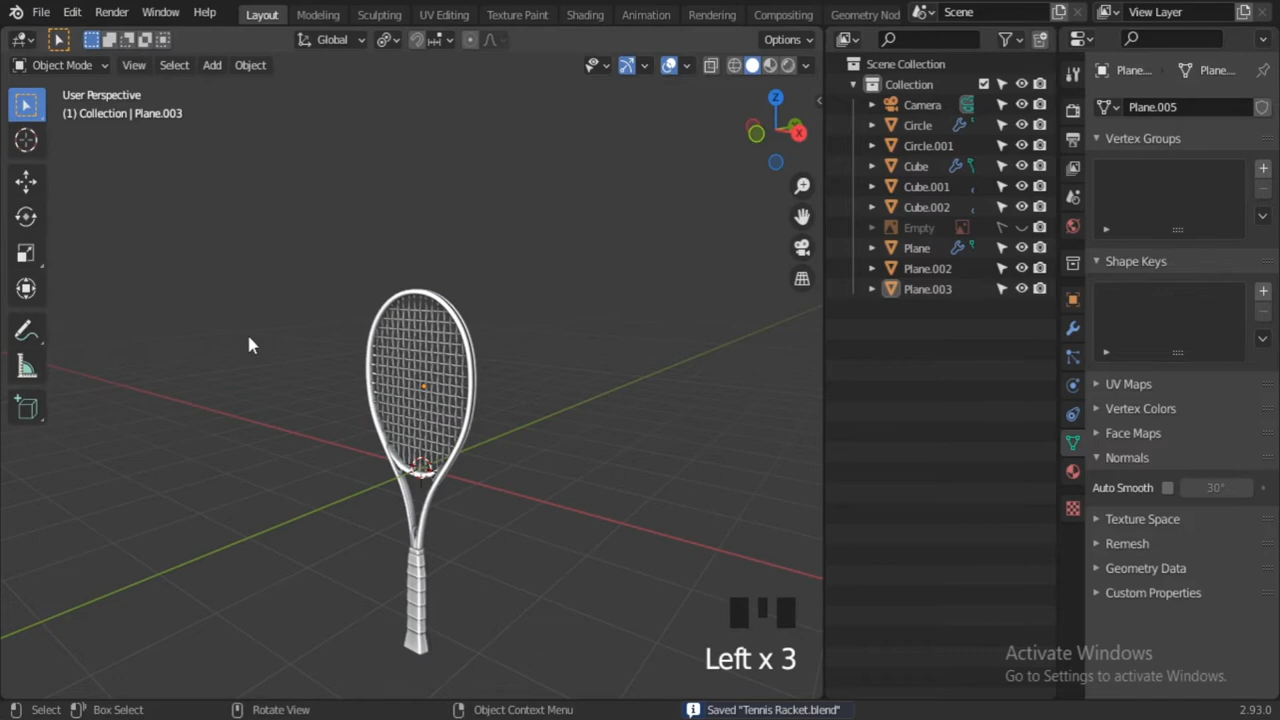 File Edit Render Window Help Layout Modeling Sculpting UV Editing Texture Paint Shading Animation Rendering Compositing Geometry Nod Scene View Layer
Global Options
Object Mode View Select Add Object
User Perspective
(1) Collection | Plane.003
Z
X
Scene Collection
Collection
Camera
Circle
Circle.001
Cube
Cube.001
Cube.002
Empty
Plane
Plane.002
Plane.003
Plane... Plane...
Plane.005
Vertex Groups
Shape Keys
UV Maps
Vertex Colors
Face Maps
Normals
Auto Smooth 30°
Texture Space
Remesh
Geometry Data
Custom Properties
Left x 3
Activate Windows
Go to Settings to activate Windows.
Select Box Select Rotate View Object Context Menu Saved "Tennis Racket.blend" 2.93.0